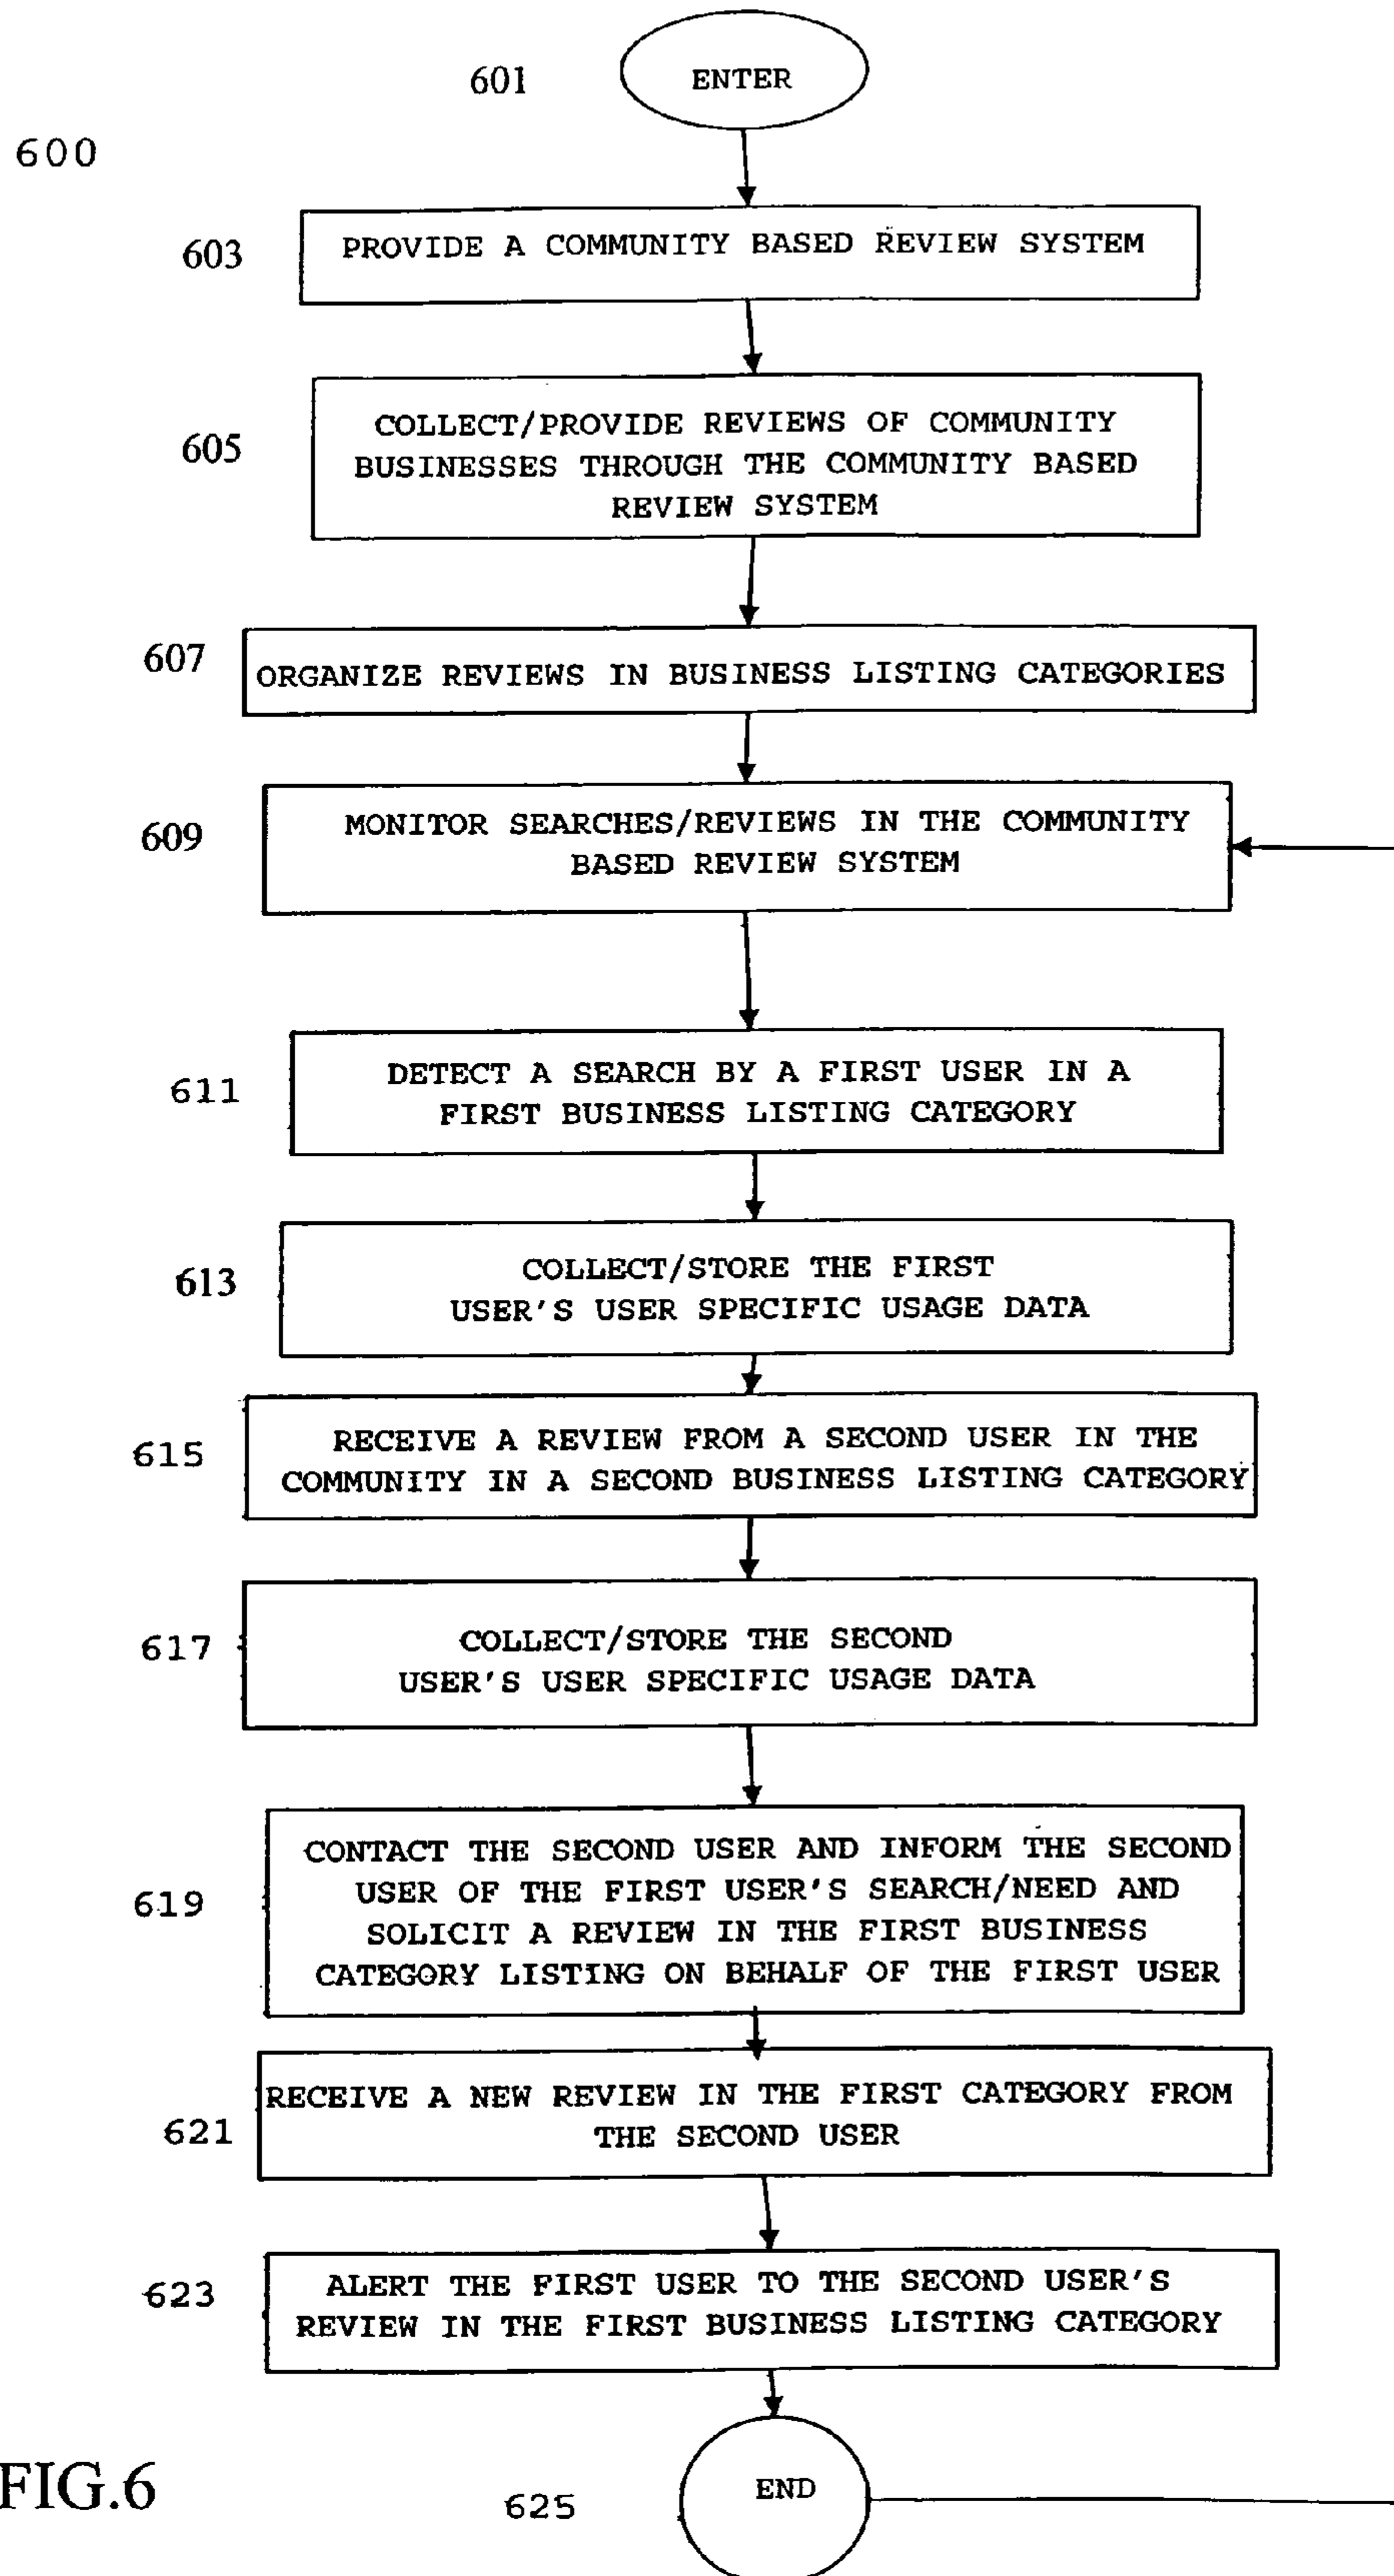 601
ENTER
600
603
PROVIDE A COMMUNITY BASED REVIEW SYSTEM
605
COLLECT/PROVIDE REVIEWS OF COMMUNITY
BUSINESSES THROUGH THE COMMUNITY BASED
REVIEW SYSTEM
607
ORGANIZE REVIEWS IN BUSINESS LISTING CATEGORIES
609
MONITOR SEARCHES/REVIEWS IN THE COMMUNITY
BASED REVIEW SYSTEM
611
DETECT A SEARCH BY A FIRST USER IN A
FIRST BUSINESS LISTING CATEGORY
613
COLLECT/STORE THE FIRST
USER'S USER SPECIFIC USAGE DATA
615
RECEIVE A REVIEW FROM A SECOND USER IN THE
COMMUNITY IN A SECOND BUSINESS LISTING CATEGORY
617
COLLECT/STORE THE SECOND
USER'S USER SPECIFIC USAGE DATA
619
CONTACT THE SECOND USER AND INFORM THE SECOND
USER OF THE FIRST USER'S SEARCH/NEED AND
SOLICIT A REVIEW IN THE FIRST BUSINESS
CATEGORY LISTING ON BEHALF OF THE FIRST USER
621
RECEIVE A NEW REVIEW IN THE FIRST CATEGORY FROM
THE SECOND USER
623
ALERT THE FIRST USER TO THE SECOND USER'S
REVIEW IN THE FIRST BUSINESS LISTING CATEGORY
FIG.6
625
END